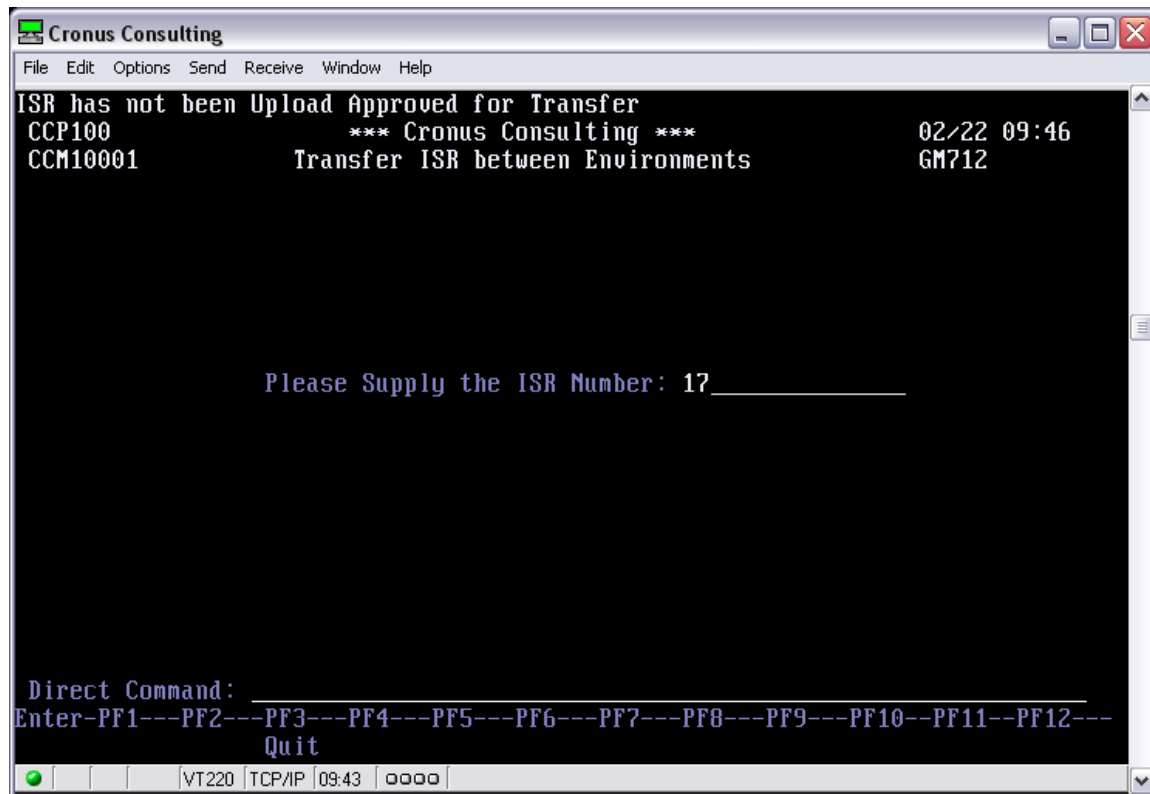 Cronus Consulting
File Edit Options Send Receive Window Help
ISR has not been Upload Approved for Transfer
CCP100 *** Cronus Consulting *** 02/22 09:46
CCM10001 Transfer ISR between Environments GM712
Please Supply the ISR Number: 17_______________
Direct Command: ____________________________________________________________
Enter-PF1---PF2---PF3---PF4---PF5---PF6---PF7---PF8---PF9---PF10--PF11--PF12---
Quit
VT220 TCP/IP 09:43